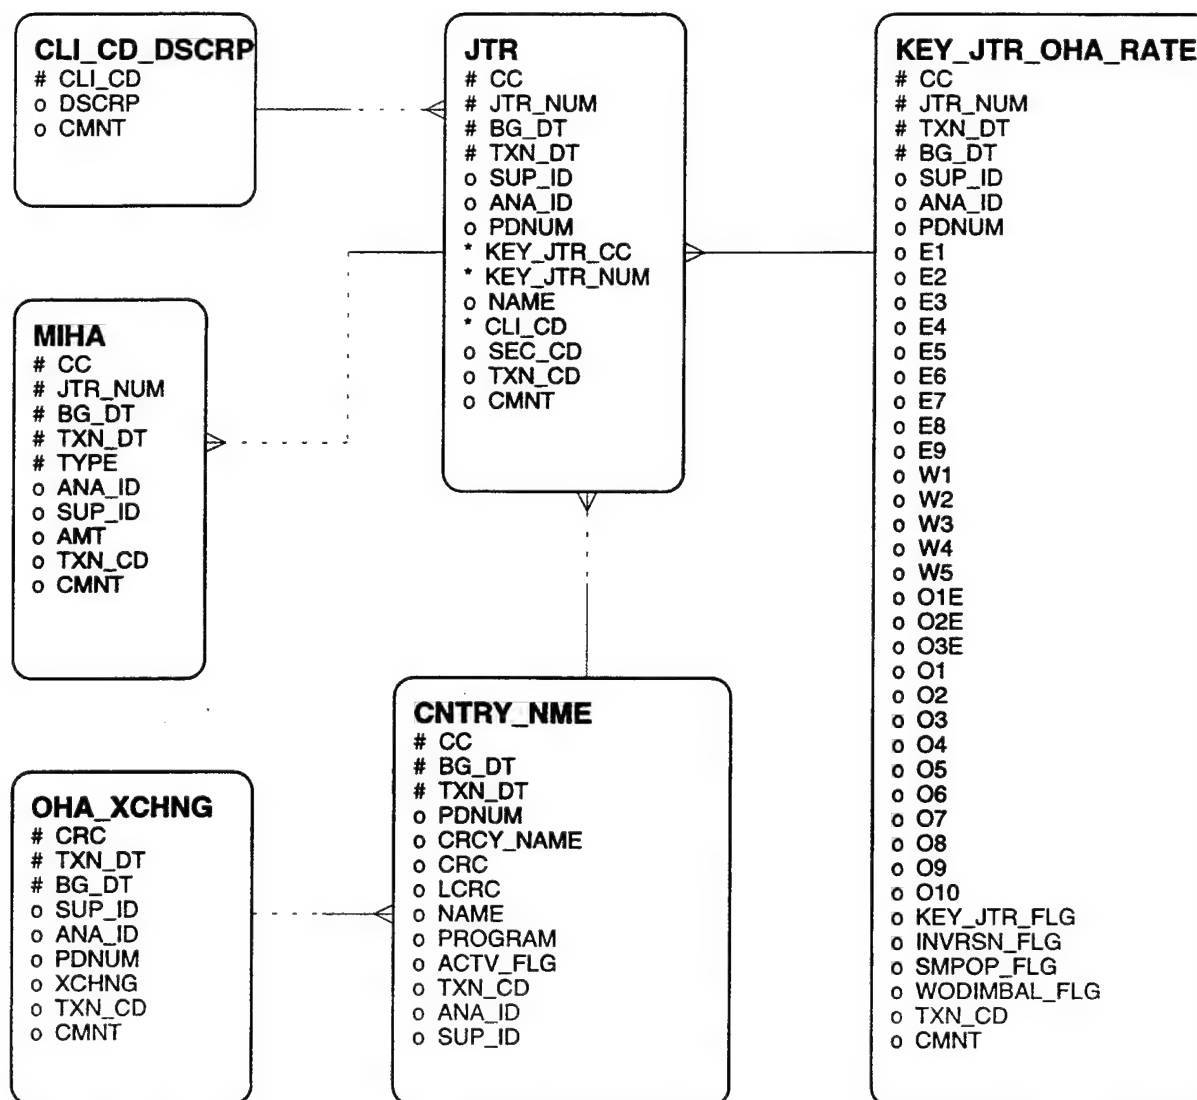 CLI_CD_DSCRP
# CLI_CD
o DSCRP
o CMNT
JTR
# CC
# JTR_NUM
# BG_DT
# TXN_DT
o SUP_ID
o ANA_ID
o PDNUM
* KEY_JTR_CC
* KEY_JTR_NUM
o NAME
* CLI_CD
o SEC_CD
o TXN_CD
o CMNT
KEY_JTR_OHA_RATE
# CC
# JTR_NUM
# TXN_DT
# BG_DT
o SUP_ID
o ANA_ID
o PDNUM
o E1
o E2
o E3
o E4
o E5
o E6
o E7
o E8
o E9
o W1
o W2
o W3
o W4
o W5
o O1E
o O2E
o O3E
o O1
o O2
o O3
o O4
o O5
o O6
o O7
o O8
o O9
o O10
o KEY_JTR_FLG
o INVRSN_FLG
o SMPOP_FLG
o WODIMBAL_FLG
o TXN_CD
o CMNT
MIHA
# CC
# JTR_NUM
# BG_DT
# TXN_DT
# TYPE
o ANA_ID
o SUP_ID
o AMT
o TXN_CD
o CMNT
CNTRY_NME
# CC
# BG_DT
# TXN_DT
o PDNUM
o CRCY_NAME
o CRC
o LCRC
o NAME
o PROGRAM
o ACTV_FLG
o TXN_CD
o ANA_ID
o SUP_ID
OHA_XCHNG
# CRC
# TXN_DT
# BG_DT
o SUP_ID
o ANA_ID
o PDNUM
o XCHNG
o TXN_CD
o CMNT